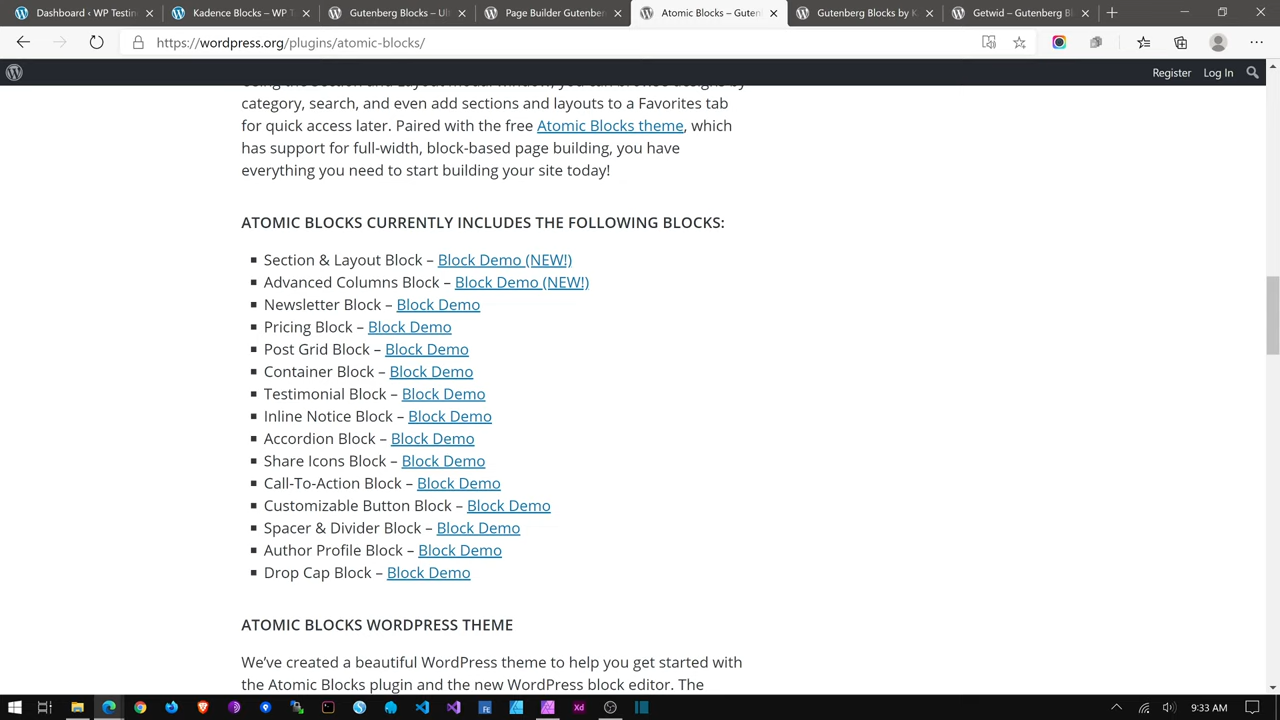 Dashboard ‹ WP Testin
Kadence Blocks – WP T
Gutenberg Blocks – Ul
Page Builder Gutenber
Atomic Blocks – Guten
Gutenberg Blocks by K
Getwid – Gutenberg Bl
https://wordpress.org/plugins/atomic-blocks/
Register Log In
category, search, and even add sections and layouts to a Favorites tab
for quick access later. Paired with the free Atomic Blocks theme, which
has support for full-width, block-based page building, you have
everything you need to start building your site today!
ATOMIC BLOCKS CURRENTLY INCLUDES THE FOLLOWING BLOCKS:
Section & Layout Block – Block Demo (NEW!)
Advanced Columns Block – Block Demo (NEW!)
Newsletter Block – Block Demo
Pricing Block – Block Demo
Post Grid Block – Block Demo
Container Block – Block Demo
Testimonial Block – Block Demo
Inline Notice Block – Block Demo
Accordion Block – Block Demo
Share Icons Block – Block Demo
Call-To-Action Block – Block Demo
Customizable Button Block – Block Demo
Spacer & Divider Block – Block Demo
Author Profile Block – Block Demo
Drop Cap Block – Block Demo
ATOMIC BLOCKS WORDPRESS THEME
We've created a beautiful WordPress theme to help you get started with
the Atomic Blocks plugin and the new WordPress block editor. The
9:33 AM